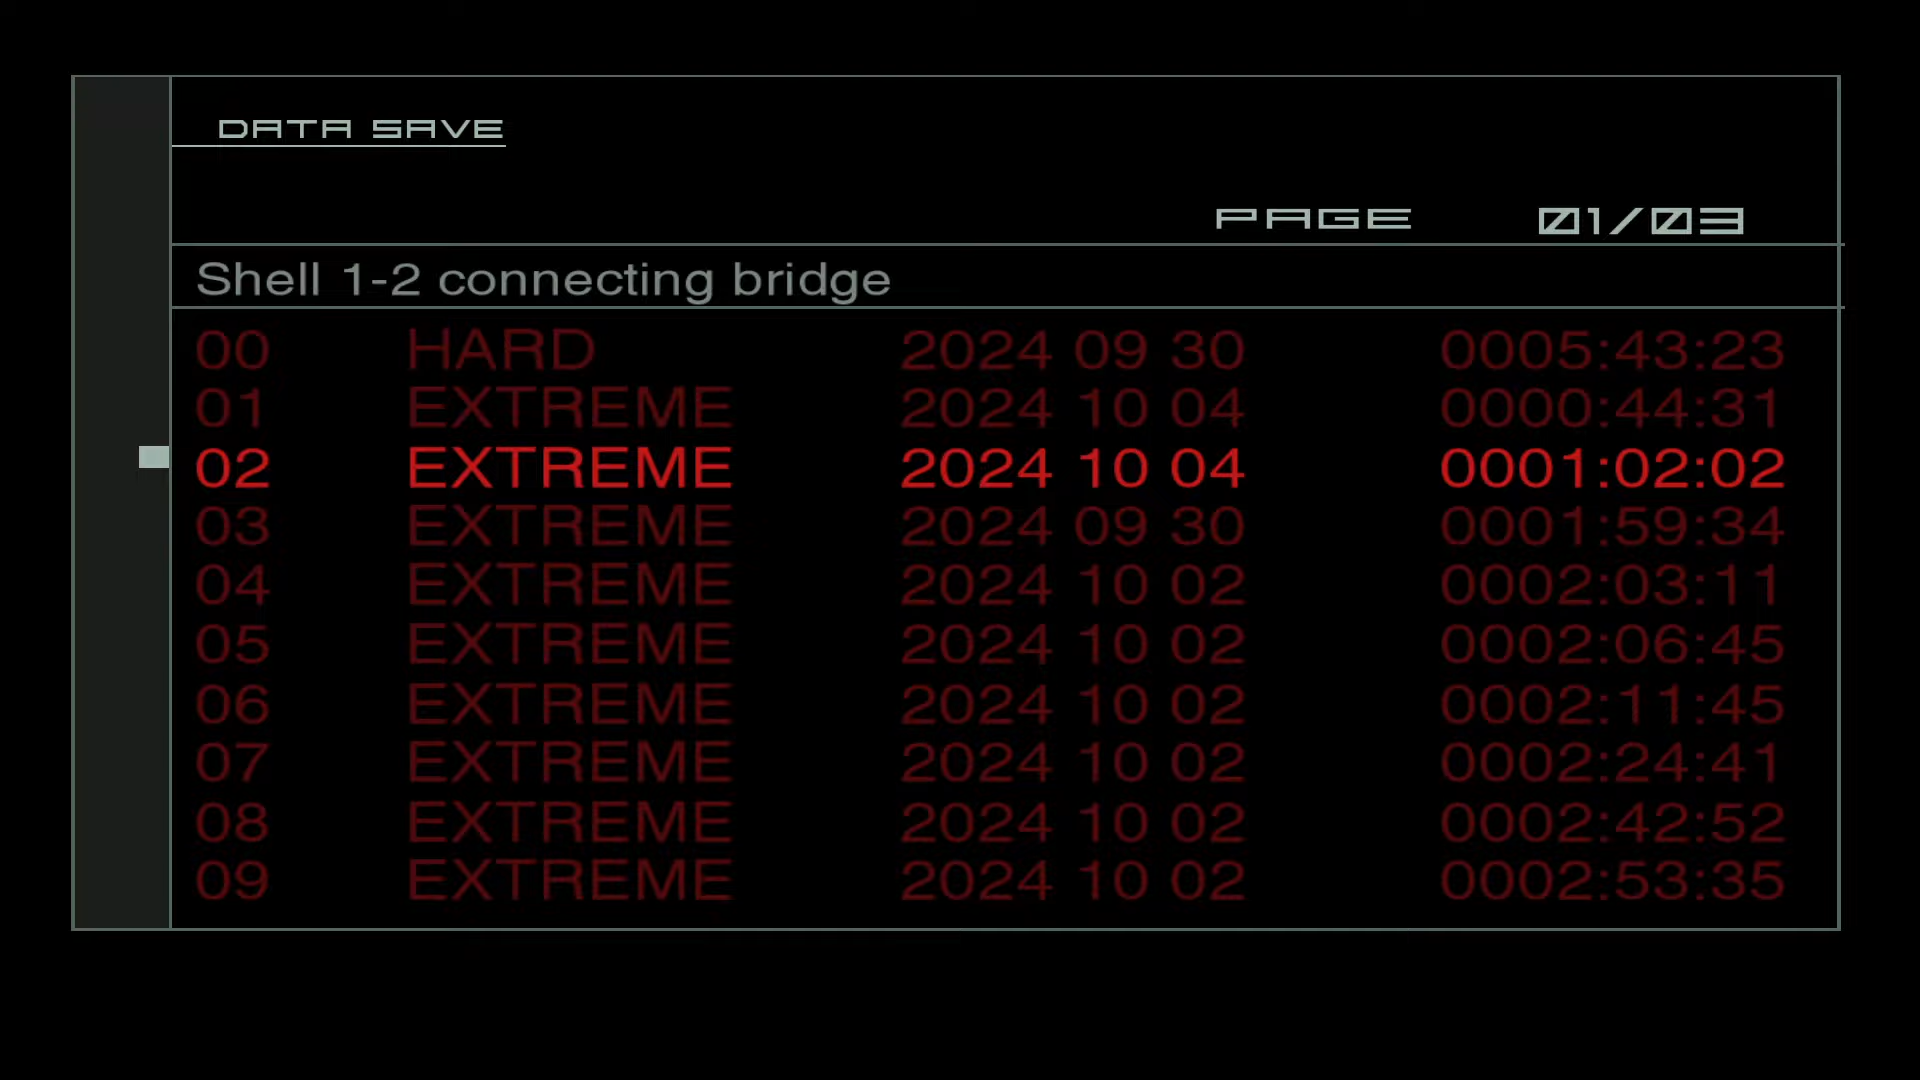 DATA SAVE
PAGE 01/03
Shell 1-2 connecting bridge
00 HARD 2024 09 30 0005:43:23
01 EXTREME 2024 10 04 0000:44:31
02 EXTREME 2024 10 04 0001:02:02
03 EXTREME 2024 09 30 0001:59:34
04 EXTREME 2024 10 02 0002:03:11
05 EXTREME 2024 10 02 0002:06:45
06 EXTREME 2024 10 02 0002:11:45
07 EXTREME 2024 10 02 0002:24:41
08 EXTREME 2024 10 02 0002:42:52
09 EXTREME 2024 10 02 0002:53:35